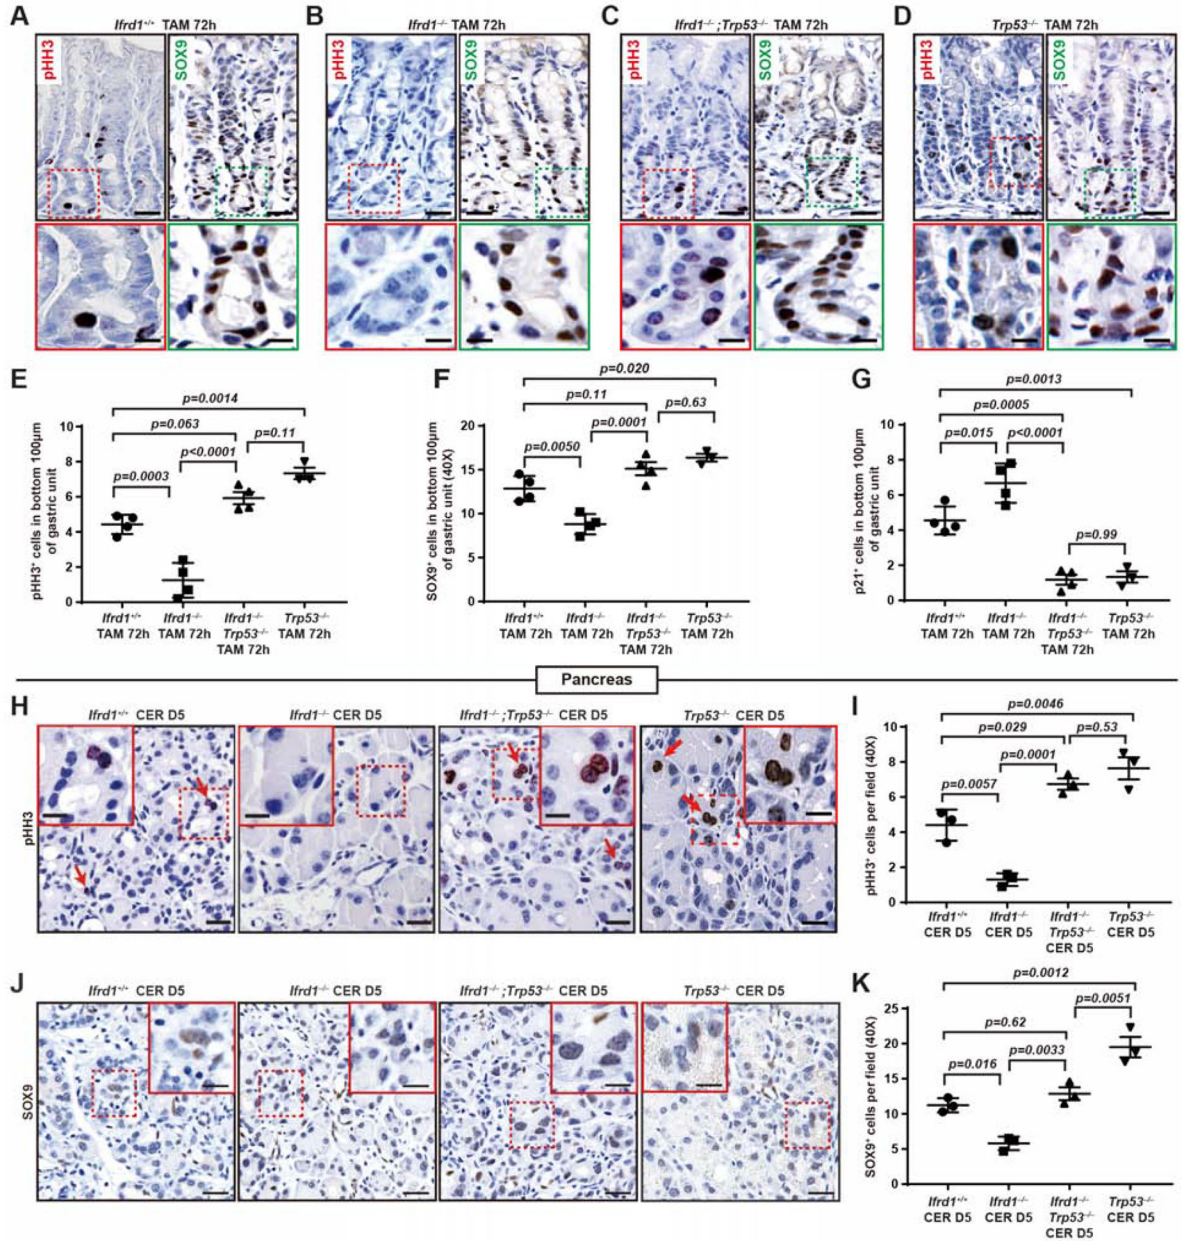 A
Ifrd1+/+ TAM 72h
pHH3
SOX9
B
Ifrd1–/– TAM 72h
pHH3
SOX9
C
Ifrd1–/– ;Trp53–/– TAM 72h
pHH3
SOX9
D
Trp53–/– TAM 72h
pHH3
SOX9
E
pHH3+ cells in bottom 100µm
of gastric unit
10
8
6
4
2
0
p=0.0014
p=0.063
p=0.11
p<0.0001
p=0.0003
Ifrd1+/+
TAM 72h
Ifrd1–/–
TAM 72h
Ifrd1–/–
Trp53–/–
TAM 72h
Trp53–/–
TAM 72h
F
SOX9+ cells in bottom 100µm
of gastric unit (40X)
20
15
10
5
0
p=0.020
p=0.11
p=0.63
p=0.0001
p=0.0050
Ifrd1+/+
TAM 72h
Ifrd1–/–
TAM 72h
Ifrd1–/–
Trp53–/–
TAM 72h
Trp53–/–
TAM 72h
G
p21+ cells in bottom 100µm
of gastric unit
10
8
6
4
2
0
p=0.0013
p=0.0005
p=0.015
p<0.0001
p=0.99
Ifrd1+/+
TAM 72h
Ifrd1–/–
TAM 72h
Ifrd1–/–
Trp53–/–
TAM 72h
Trp53–/–
TAM 72h
Pancreas
H
pHH3
Ifrd1+/+ CER D5
Ifrd1–/– CER D5
Ifrd1–/– ;Trp53–/– CER D5
Trp53–/– CER D5
I
pHH3+ cells per field (40X)
10
8
6
4
2
0
p=0.0046
p=0.029
p=0.53
p=0.0001
p=0.0057
Ifrd1+/+
CER D5
Ifrd1–/–
CER D5
Ifrd1–/–
Trp53–/–
CER D5
Trp53–/–
CER D5
J
SOX9
Ifrd1+/+ CER D5
Ifrd1–/– CER D5
Ifrd1–/– ;Trp53–/– CER D5
Trp53–/– CER D5
K
SOX9+ cells per field (40X)
25
20
15
10
5
0
p=0.0012
p=0.0051
p=0.62
p=0.0033
p=0.016
Ifrd1+/+
CER D5
Ifrd1–/–
CER D5
Ifrd1–/–
Trp53–/–
CER D5
Trp53–/–
CER D5